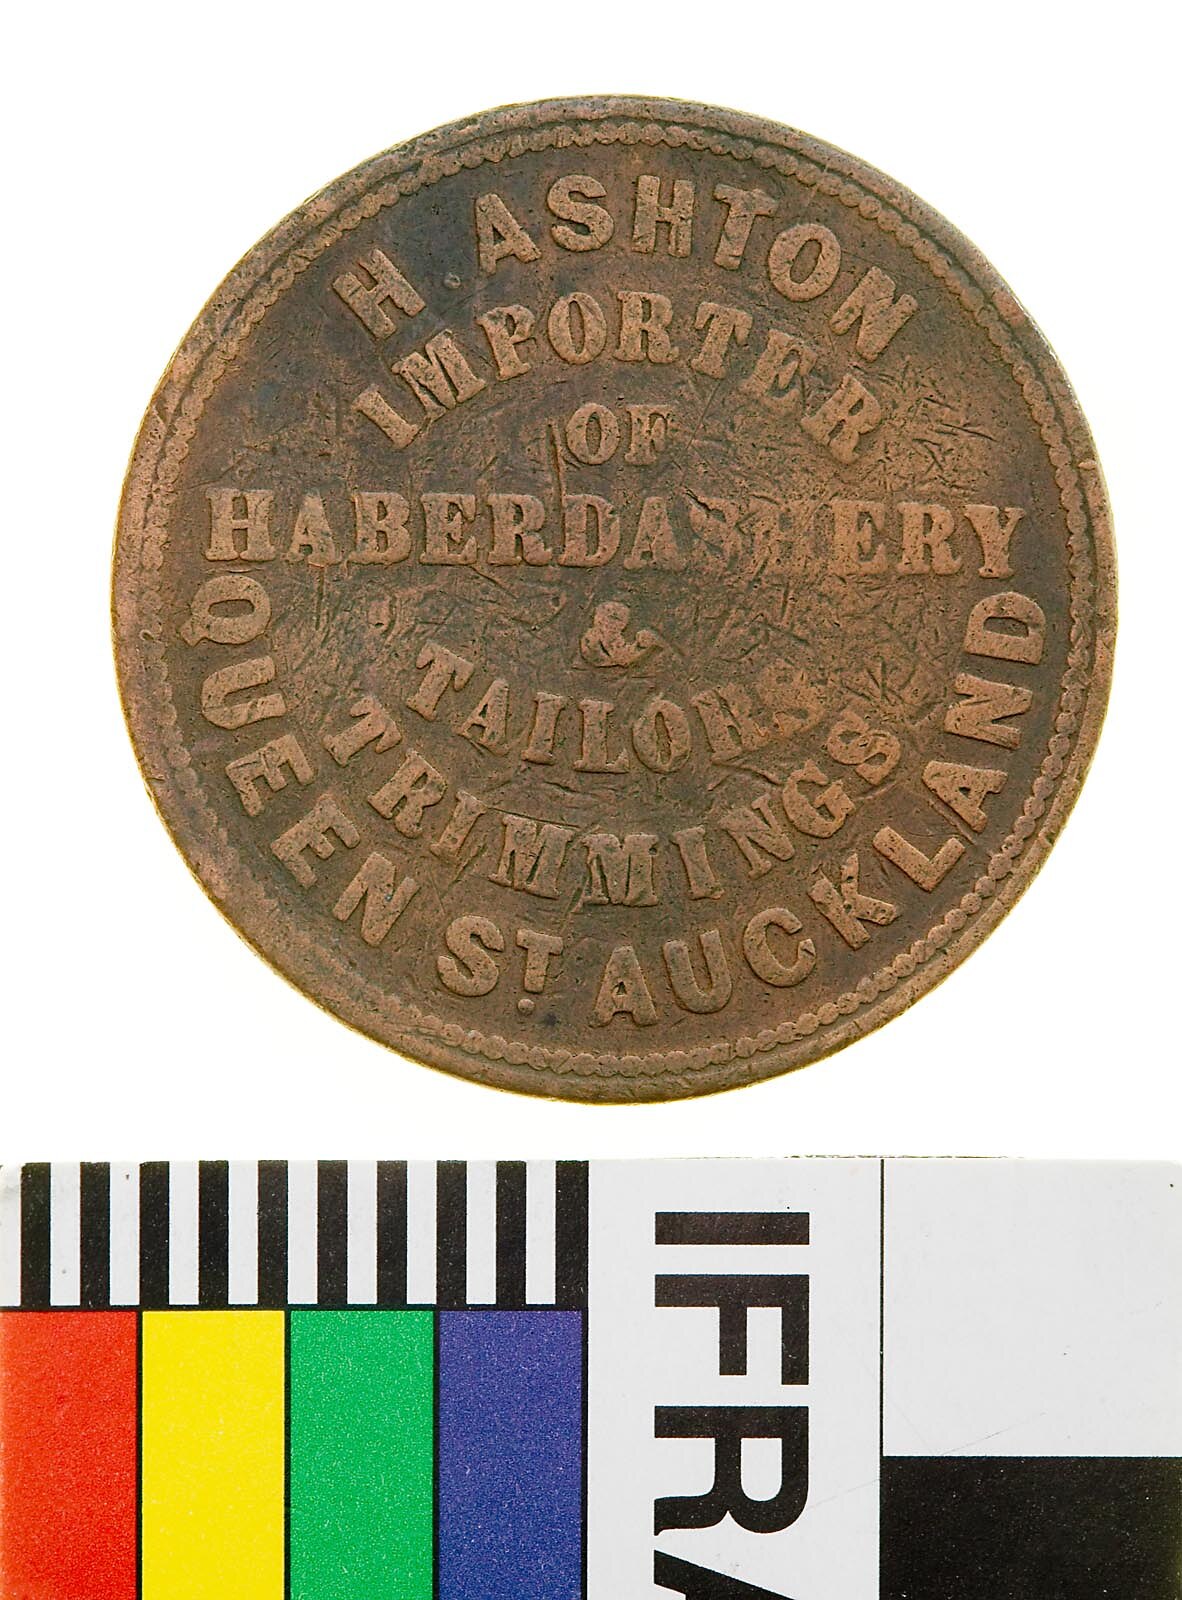 H. ASHTON
IMPORTER
OF
HABERDASHERY
&
TAILORS
TRIMMINGS
QUEEN ST. AUCKLAND
IFRA